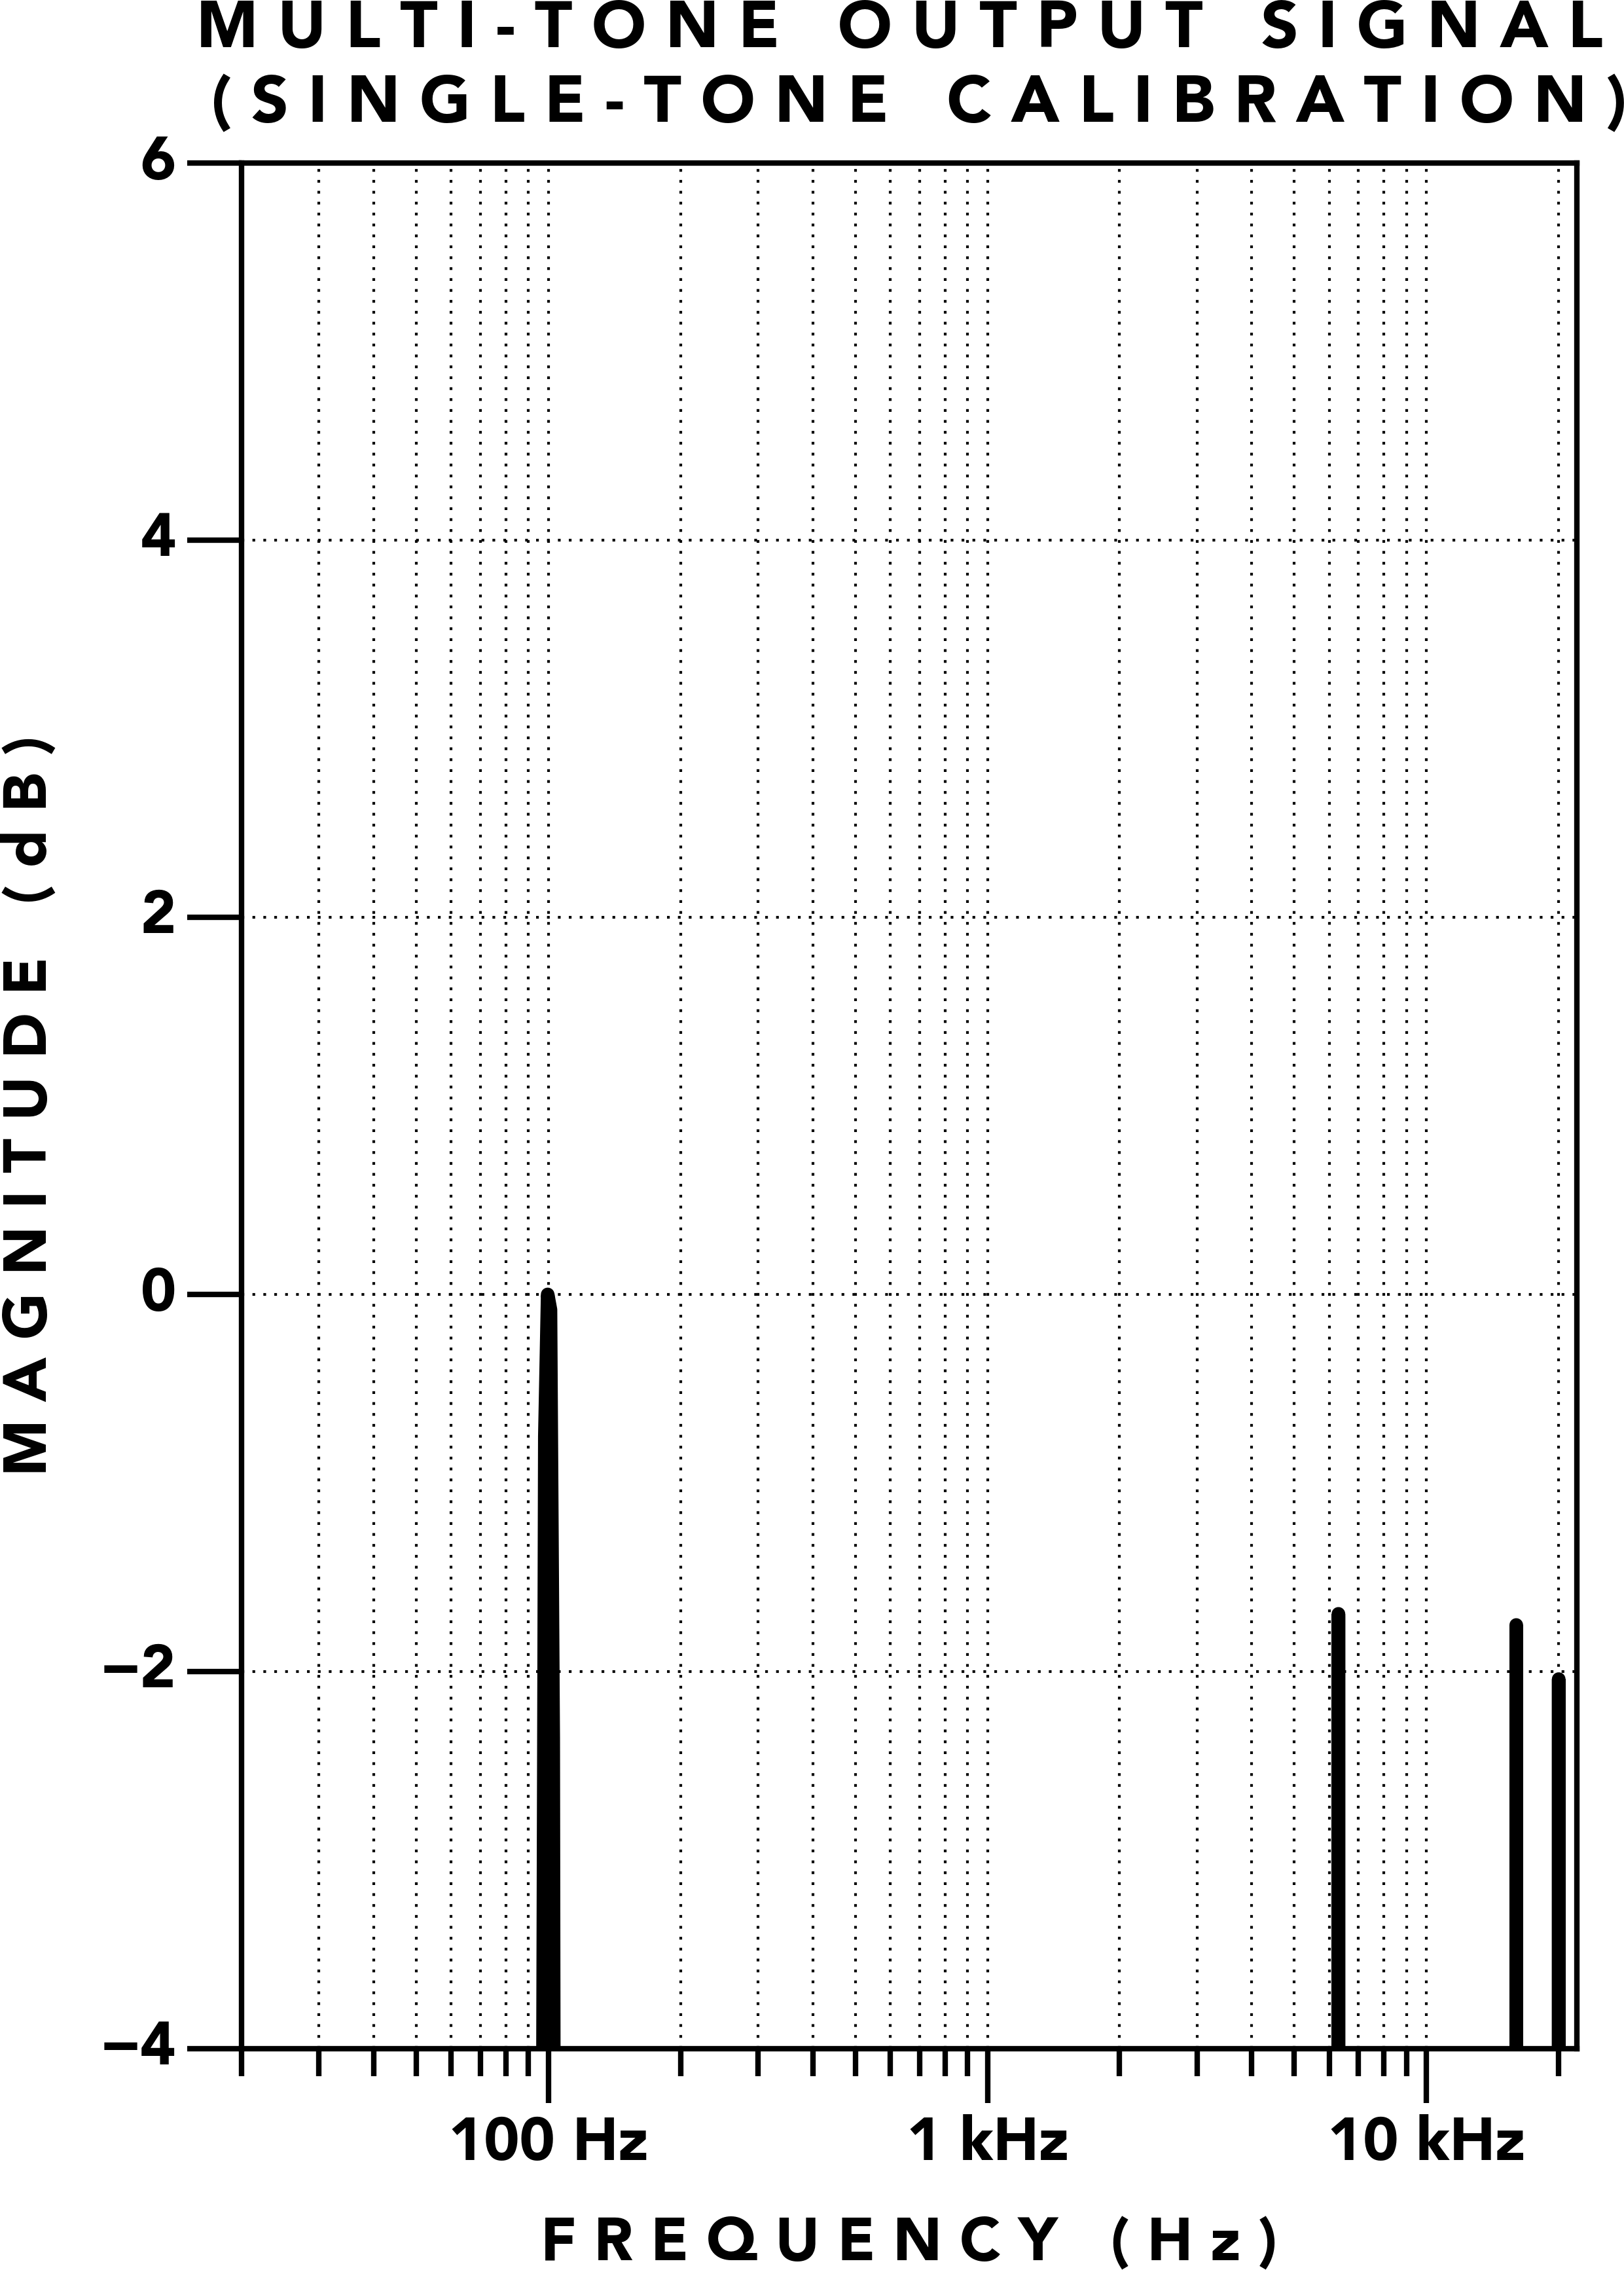 MULTI-TONE OUTPUT SIGNAL
(SINGLE-TONE CALIBRATION)
6
4
2
0
−2
−4
MAGNITUDE (dB)
100 Hz 1 kHz 10 kHz
FREQUENCY (Hz)